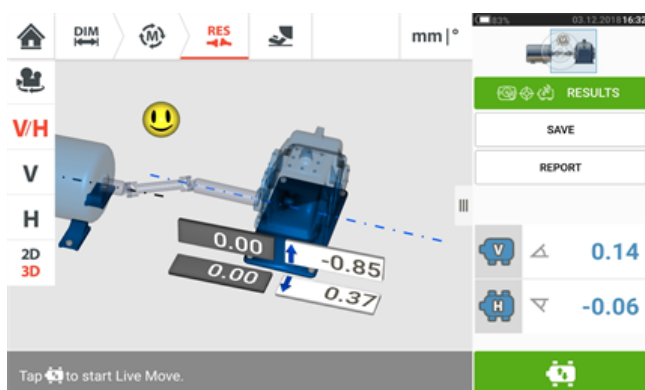 DIM
M
RES
mm|°
83%
03.12.2018 16:32
RESULTS
SAVE
REPORT
V/H
V
H
2D
3D
0.00
-0.85
0.00
0.37
V
0.14
H
-0.06
Tap to start Live Move.